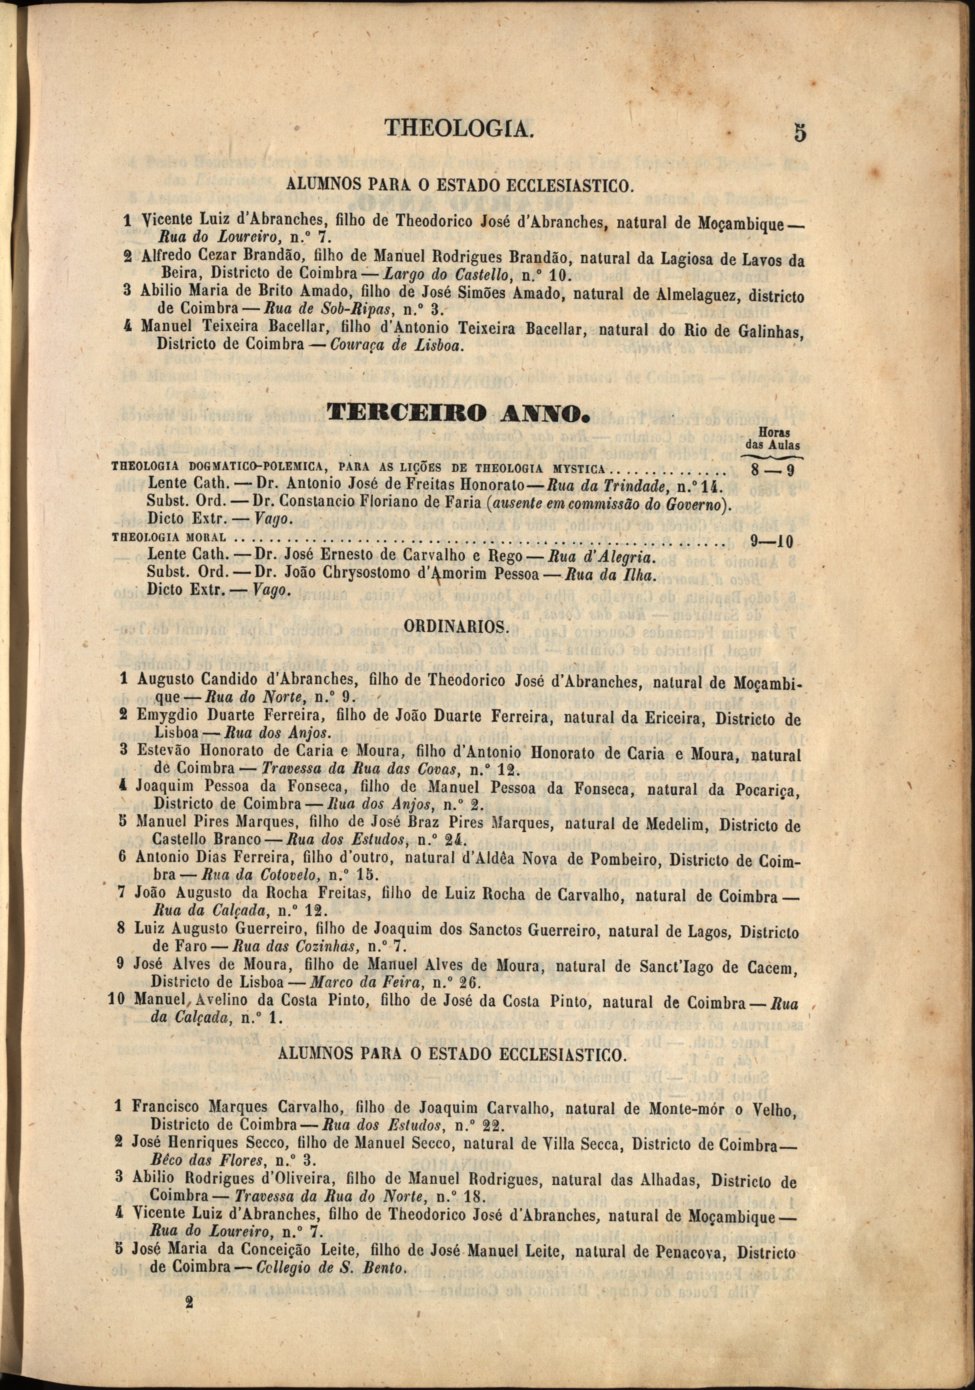 THEOLOGIA.
5
ALUMNOS PARA O ESTADO ECCLESIASTICO.
1 Vicente Luiz d'Abranches, filho de Theodorico José d'Abranches, natural de Moçambique —
Rua do Loureiro, n.º 7.
2 Alfredo Cezar Brandão, filho de Manuel Rodrigues Brandão, natural da Lagiosa de Lavos da
Beira, Districto de Coimbra — Largo do Castello, n.º 10.
3 Abilio Maria de Brito Amado, filho de José Simões Amado, natural de Almelaguez, districto
de Coimbra — Rua de Sob-Ripas, n.º 3.
4 Manuel Teixeira Bacellar, filho d'Antonio Teixeira Bacellar, natural do Rio de Galinhas,
Districto de Coimbra — Couraça de Lisboa.
TERCEIRO ANNO.
Horas
das Aulas
THEOLOGIA DOGMATICO-POLEMICA, PARA AS LIÇÕES DE THEOLOGIA MYSTICA .............. 8 — 9
Lente Cath. — Dr. Antonio José de Freitas Honorato — Rua da Trindade, n.º 14.
Subst. Ord. — Dr. Constancio Floriano de Faria (ausente em commissão do Governo).
Dicto Extr. — Vago.
THEOLOGIA MORAL .................................................. 9—10
Lente Cath. — Dr. José Ernesto de Carvalho e Rego — Rua d'Alegria.
Subst. Ord. — Dr. João Chrysostomo d'Amorim Pessoa — Rua da Ilha.
Dicto Extr. — Vago.
ORDINARIOS.
1 Augusto Candido d'Abranches, filho de Theodorico José d'Abranches, natural de Moçambi-
que — Rua do Norte, n.º 9.
2 Emygdio Duarte Ferreira, filho de João Duarte Ferreira, natural da Ericeira, Districto de
Lisboa — Rua dos Anjos.
3 Estevão Honorato de Caria e Moura, filho d'Antonio Honorato de Caria e Moura, natural
de Coimbra — Travessa da Rua das Covas, n.º 12.
4 Joaquim Pessoa da Fonseca, filho de Manuel Pessoa da Fonseca, natural da Pocariça,
Districto de Coimbra — Rua dos Anjos, n.º 2.
5 Manuel Pires Marques, filho de José Braz Pires Marques, natural de Medelim, Districto de
Castello Branco — Rua dos Estudos, n.º 24.
6 Antonio Dias Ferreira, filho d'outro, natural d'Aldêa Nova de Pombeiro, Districto de Coim-
bra — Rua da Cotovelo, n.º 15.
7 João Augusto da Rocha Freitas, filho de Luiz Rocha de Carvalho, natural de Coimbra —
Rua da Calçada, n.º 12.
8 Luiz Augusto Guerreiro, filho de Joaquim dos Sanctos Guerreiro, natural de Lagos, Districto
de Faro — Rua das Cozinhas, n.º 7.
9 José Alves de Moura, filho de Manuel Alves de Moura, natural de Sanct'Iago de Cacem,
Districto de Lisboa — Marco da Feira, n.º 26.
10 Manuel Avelino da Costa Pinto, filho de José da Costa Pinto, natural de Coimbra — Rua
da Calçada, n.º 1.
ALUMNOS PARA O ESTADO ECCLESIASTICO.
1 Francisco Marques Carvalho, filho de Joaquim Carvalho, natural de Monte-mór o Velho,
Districto de Coimbra — Rua dos Estudos, n.º 22.
2 José Henriques Secco, filho de Manuel Secco, natural de Villa Secca, Districto de Coimbra—
Bêco das Flores, n.º 3.
3 Abilio Rodrigues d'Oliveira, filho de Manuel Rodrigues, natural das Alhadas, Districto de
Coimbra — Travessa da Rua do Norte, n.º 18.
4 Vicente Luiz d'Abranches, filho de Theodorico José d'Abranches, natural de Moçambique —
Rua do Loureiro, n.º 7.
5 José Maria da Conceição Leite, filho de José Manuel Leite, natural de Penacova, Districto
de Coimbra — Collegio de S. Bento.
2